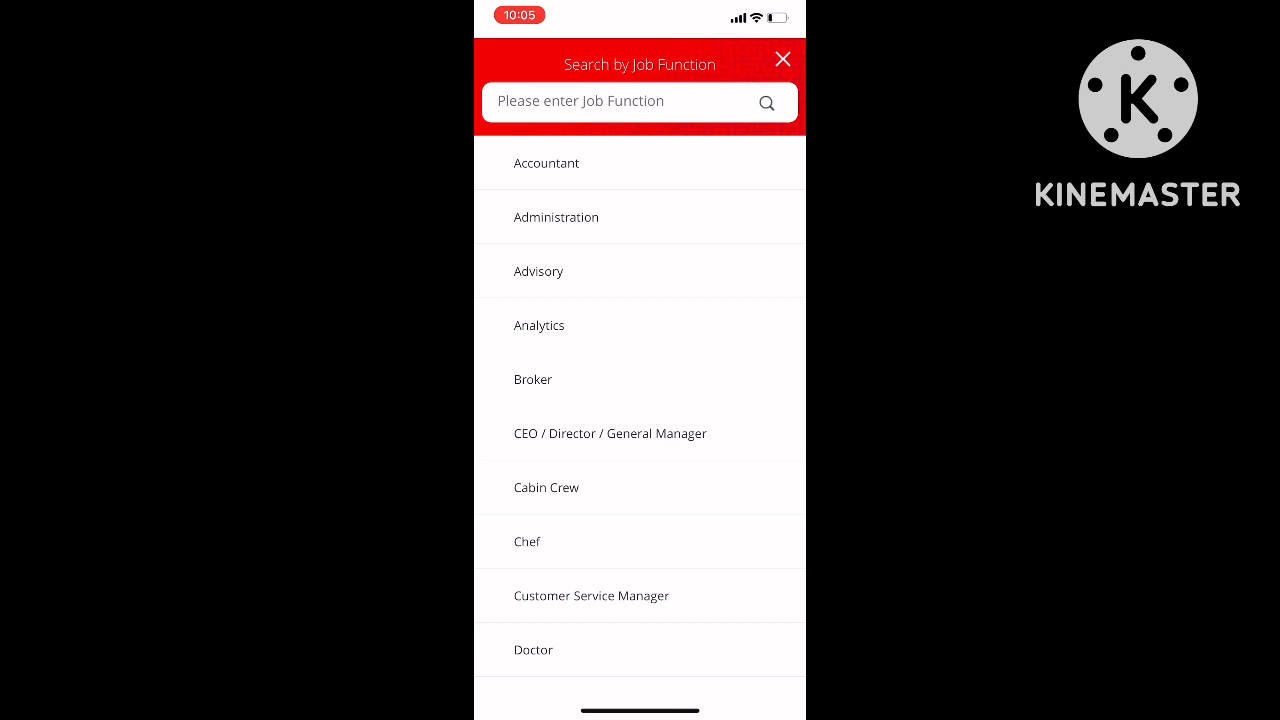 10:05
Search by Job Function
Please enter Job Function
Accountant
Administration
Advisory
Analytics
Broker
CEO / Director / General Manager
Cabin Crew
Chef
Customer Service Manager
Doctor
K
KINEMASTER